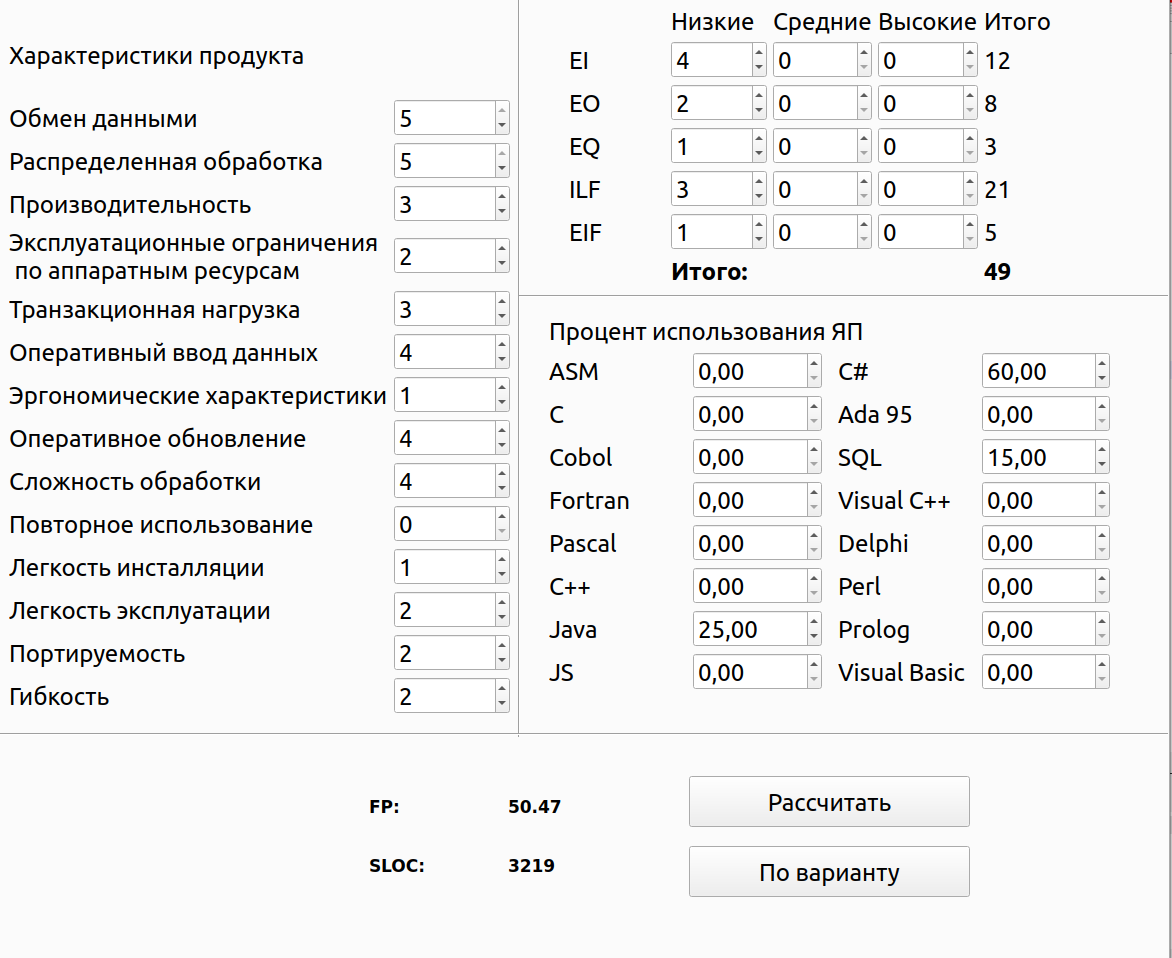 Характеристики продукта
Обмен данными 5
Распределенная обработка 5
Производительность 3
Эксплуатационные ограничения
по аппаратным ресурсам 2
Транзакционная нагрузка 3
Оперативный ввод данных 4
Эргономические характеристики 1
Оперативное обновление 4
Сложность обработки 4
Повторное использование 0
Легкость инсталляции 1
Легкость эксплуатации 2
Портируемость 2
Гибкость 2
Низкие Средние Высокие Итого
EI 4 0 0 12
EO 2 0 0 8
EQ 1 0 0 3
ILF 3 0 0 21
EIF 1 0 0 5
Итого: 49
Процент использования ЯП
ASM 0,00 C# 60,00
C 0,00 Ada 95 0,00
Cobol 0,00 SQL 15,00
Fortran 0,00 Visual C++ 0,00
Pascal 0,00 Delphi 0,00
C++ 0,00 Perl 0,00
Java 25,00 Prolog 0,00
JS 0,00 Visual Basic 0,00
FP: 50.47
SLOC: 3219
Рассчитать
По варианту